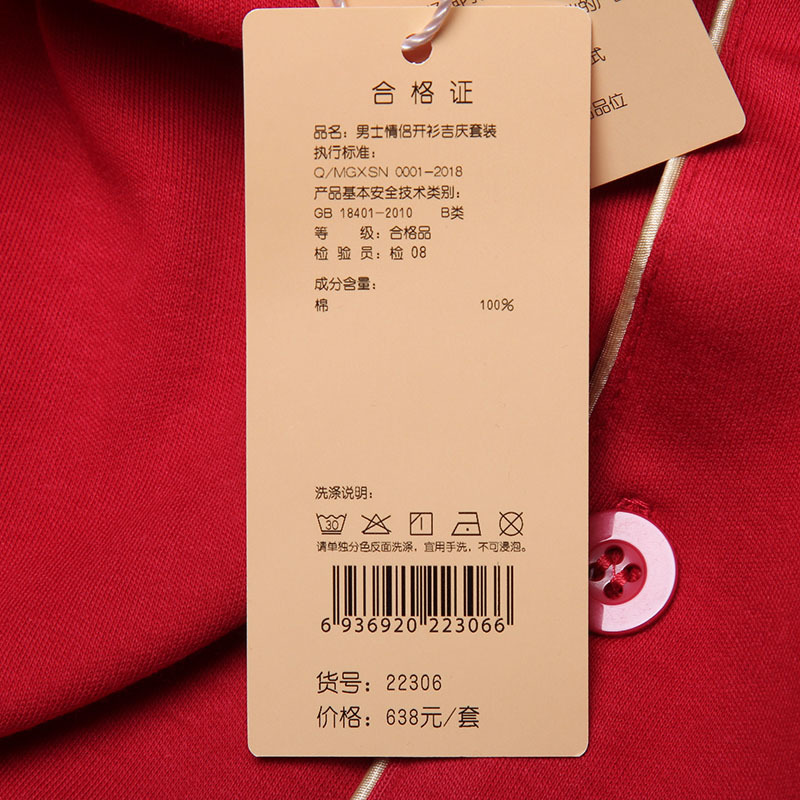 合格证
品名：男士情侣开衫吉庆套装
执行标准：
Q/MGXSN 0001-2018
产品基本安全技术类别：
GB 18401-2010 B类
等 级：合格品
检 验 员：检 08
成分含量：
棉 100%
洗涤说明：
30
请单独分色反面洗涤，宜用手洗，不可浸泡。
6 936920 223066
货号：22306
价格：638元/套
式
品位